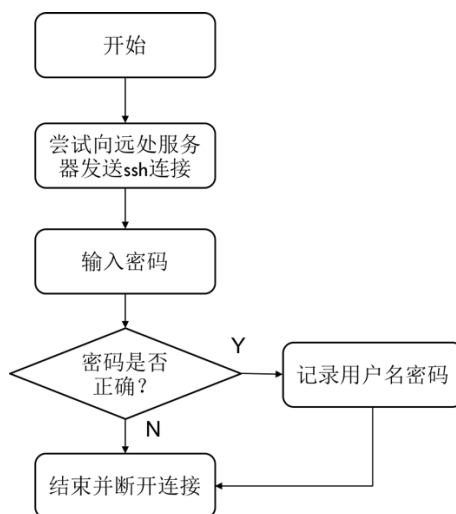 开始
尝试向远处服务
器发送ssh连接
输入密码
密码是否
正确？
Y
记录用户名密码
N
结束并断开连接